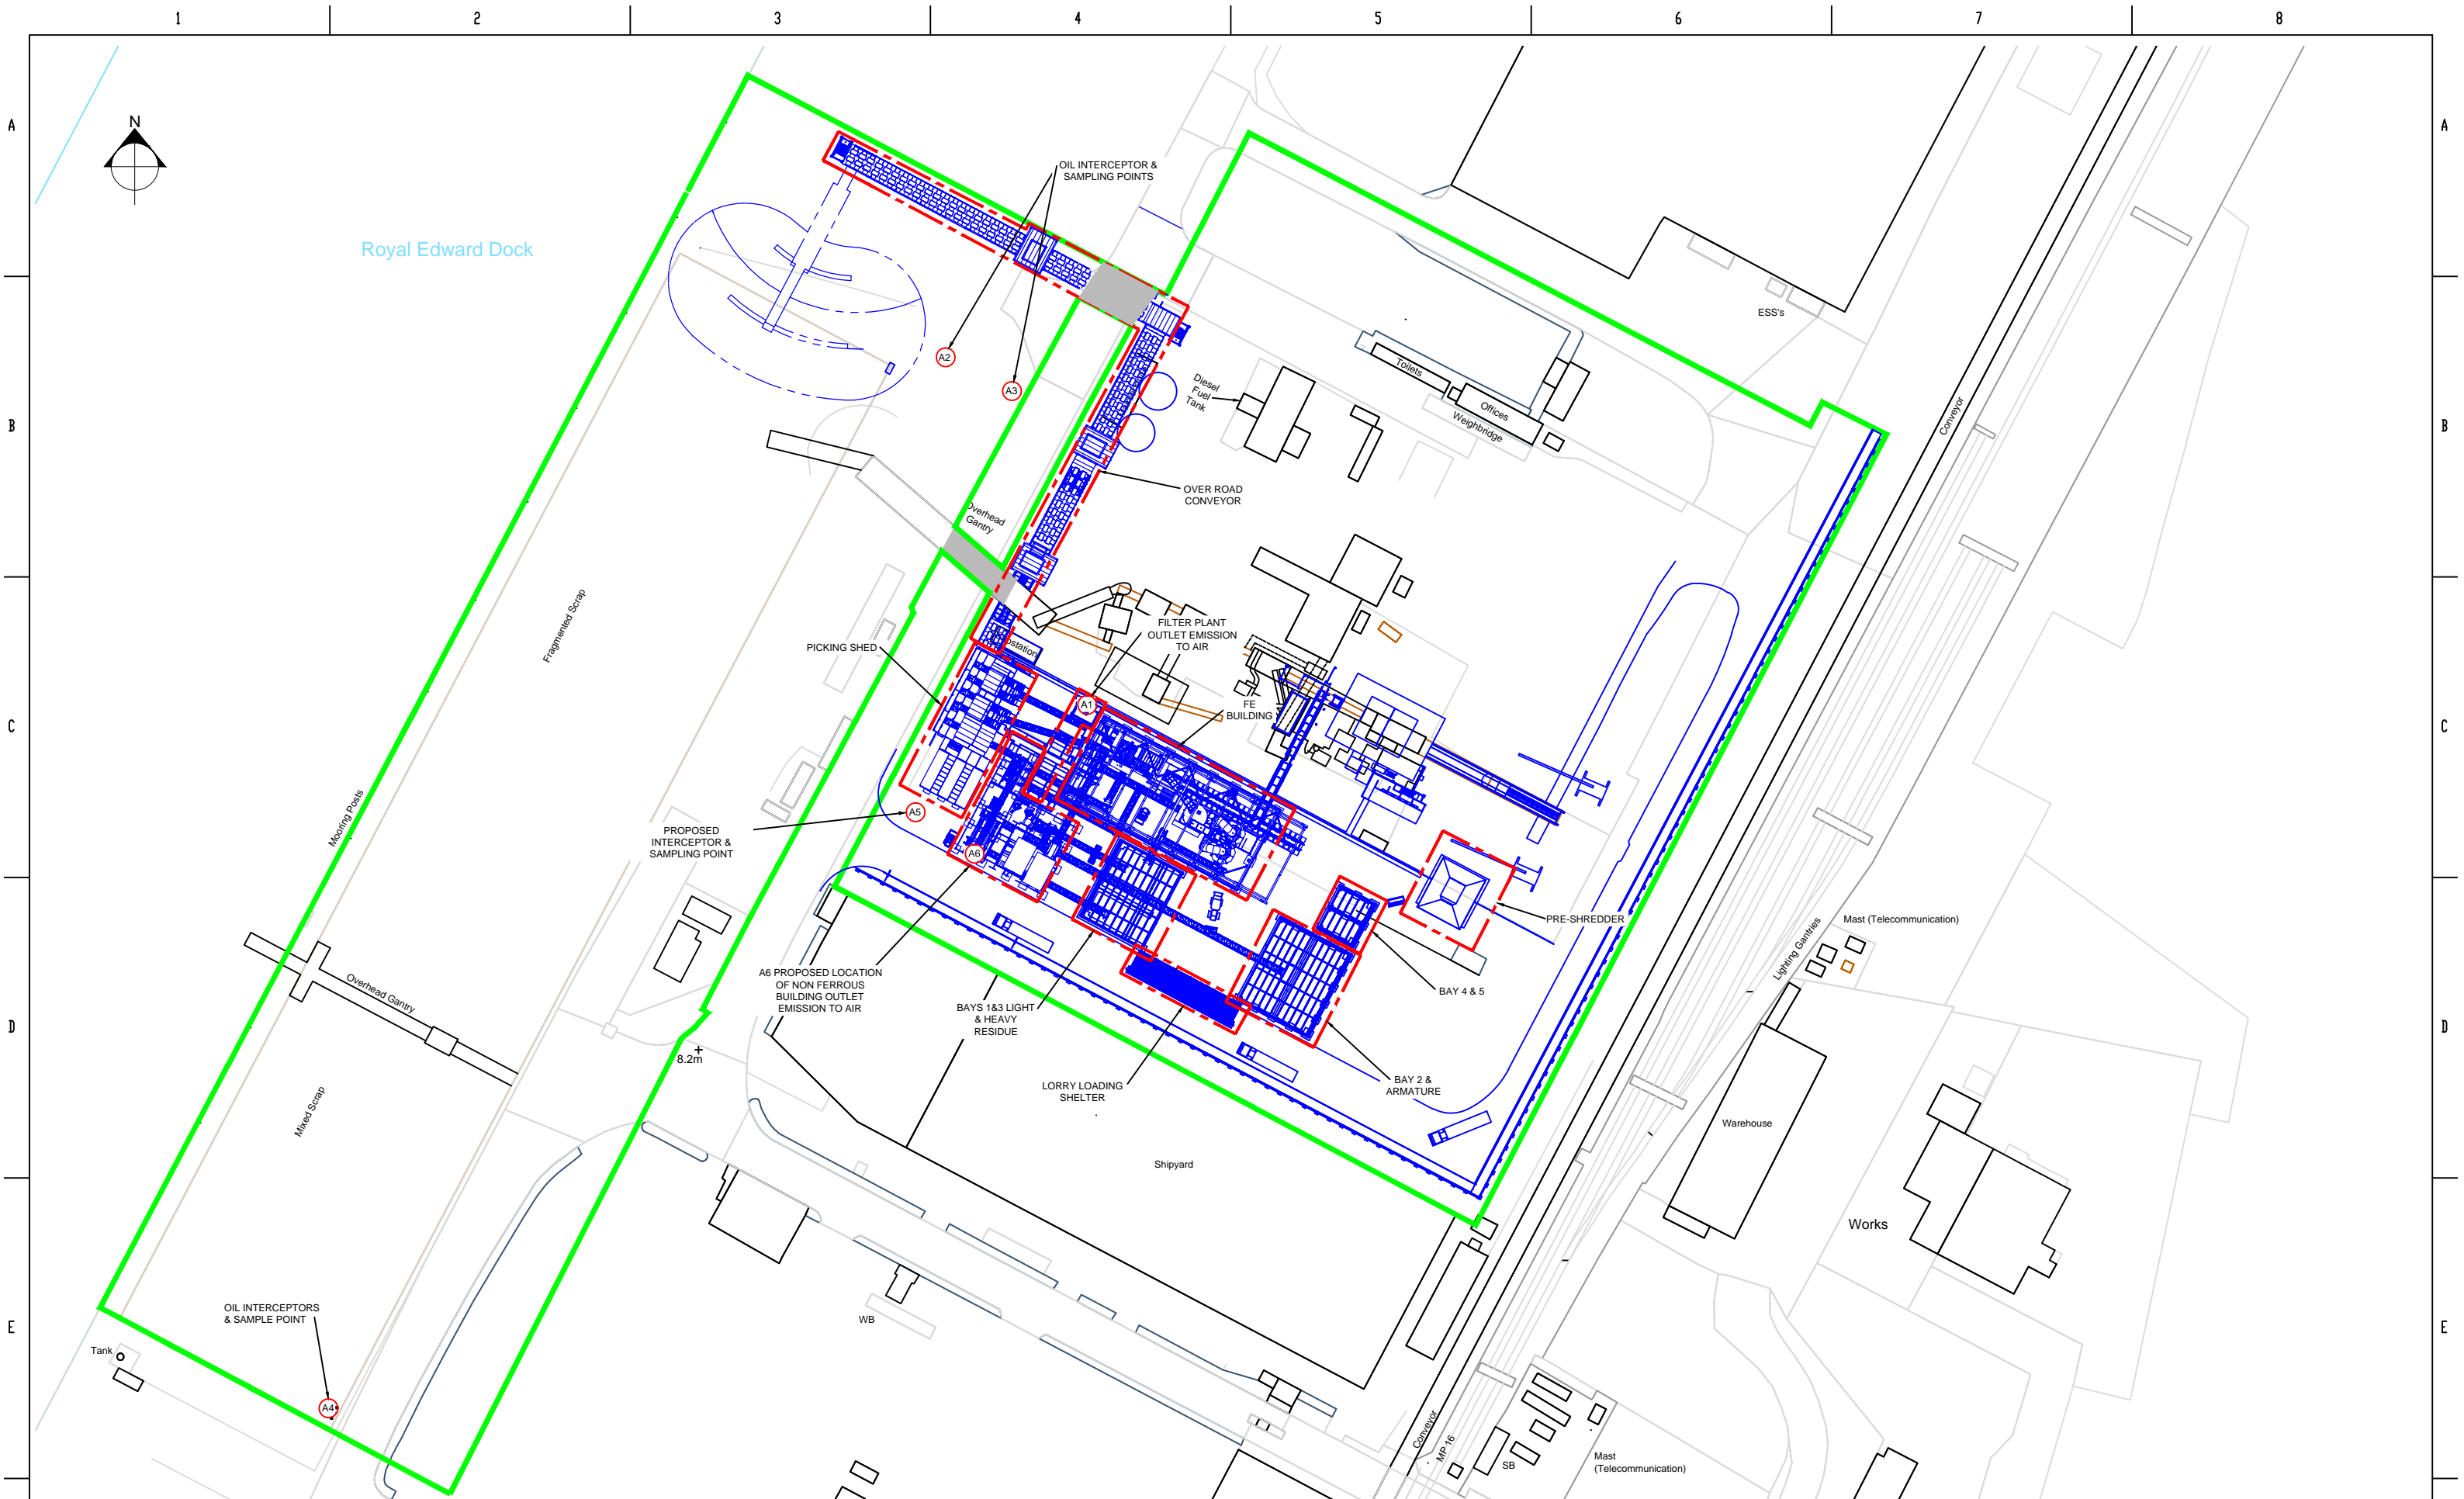 1 2 3 4 5 6 7 8
A A
N
OIL INTERCEPTOR &
SAMPLING POINTS
Royal Edward Dock
ESS's
A2
A3
Diesel
Fuel
Tank
Toilets
Offices
Weighbridge
Conveyor
B B
OVER ROAD
CONVEYOR
Overhead
Gantry
Fragmented Scrap
FILTER PLANT
OUTLET EMISSION
TO AIR
PICKING SHED
A1
FE
BUILDING
C C
Mooring Posts
A5
PROPOSED
INTERCEPTOR &
SAMPLING POINT
A6
PRE-SHREDDER
Mast (Telecommunication)
Lighting Gantries
Overhead Gantry
A6 PROPOSED LOCATION
OF NON FERROUS
BUILDING OUTLET
EMISSION TO AIR
BAYS 1&3 LIGHT
& HEAVY
RESIDUE
BAY 4 & 5
D D
8.2m
LORRY LOADING
SHELTER
BAY 2 &
ARMATURE
Mixed Scrap
Warehouse
Shipyard
Works
OIL INTERCEPTORS
& SAMPLE POINT
WB
E E
Tank
A4
Conveyor
MP 16
SB
Mast
(Telecommunication)